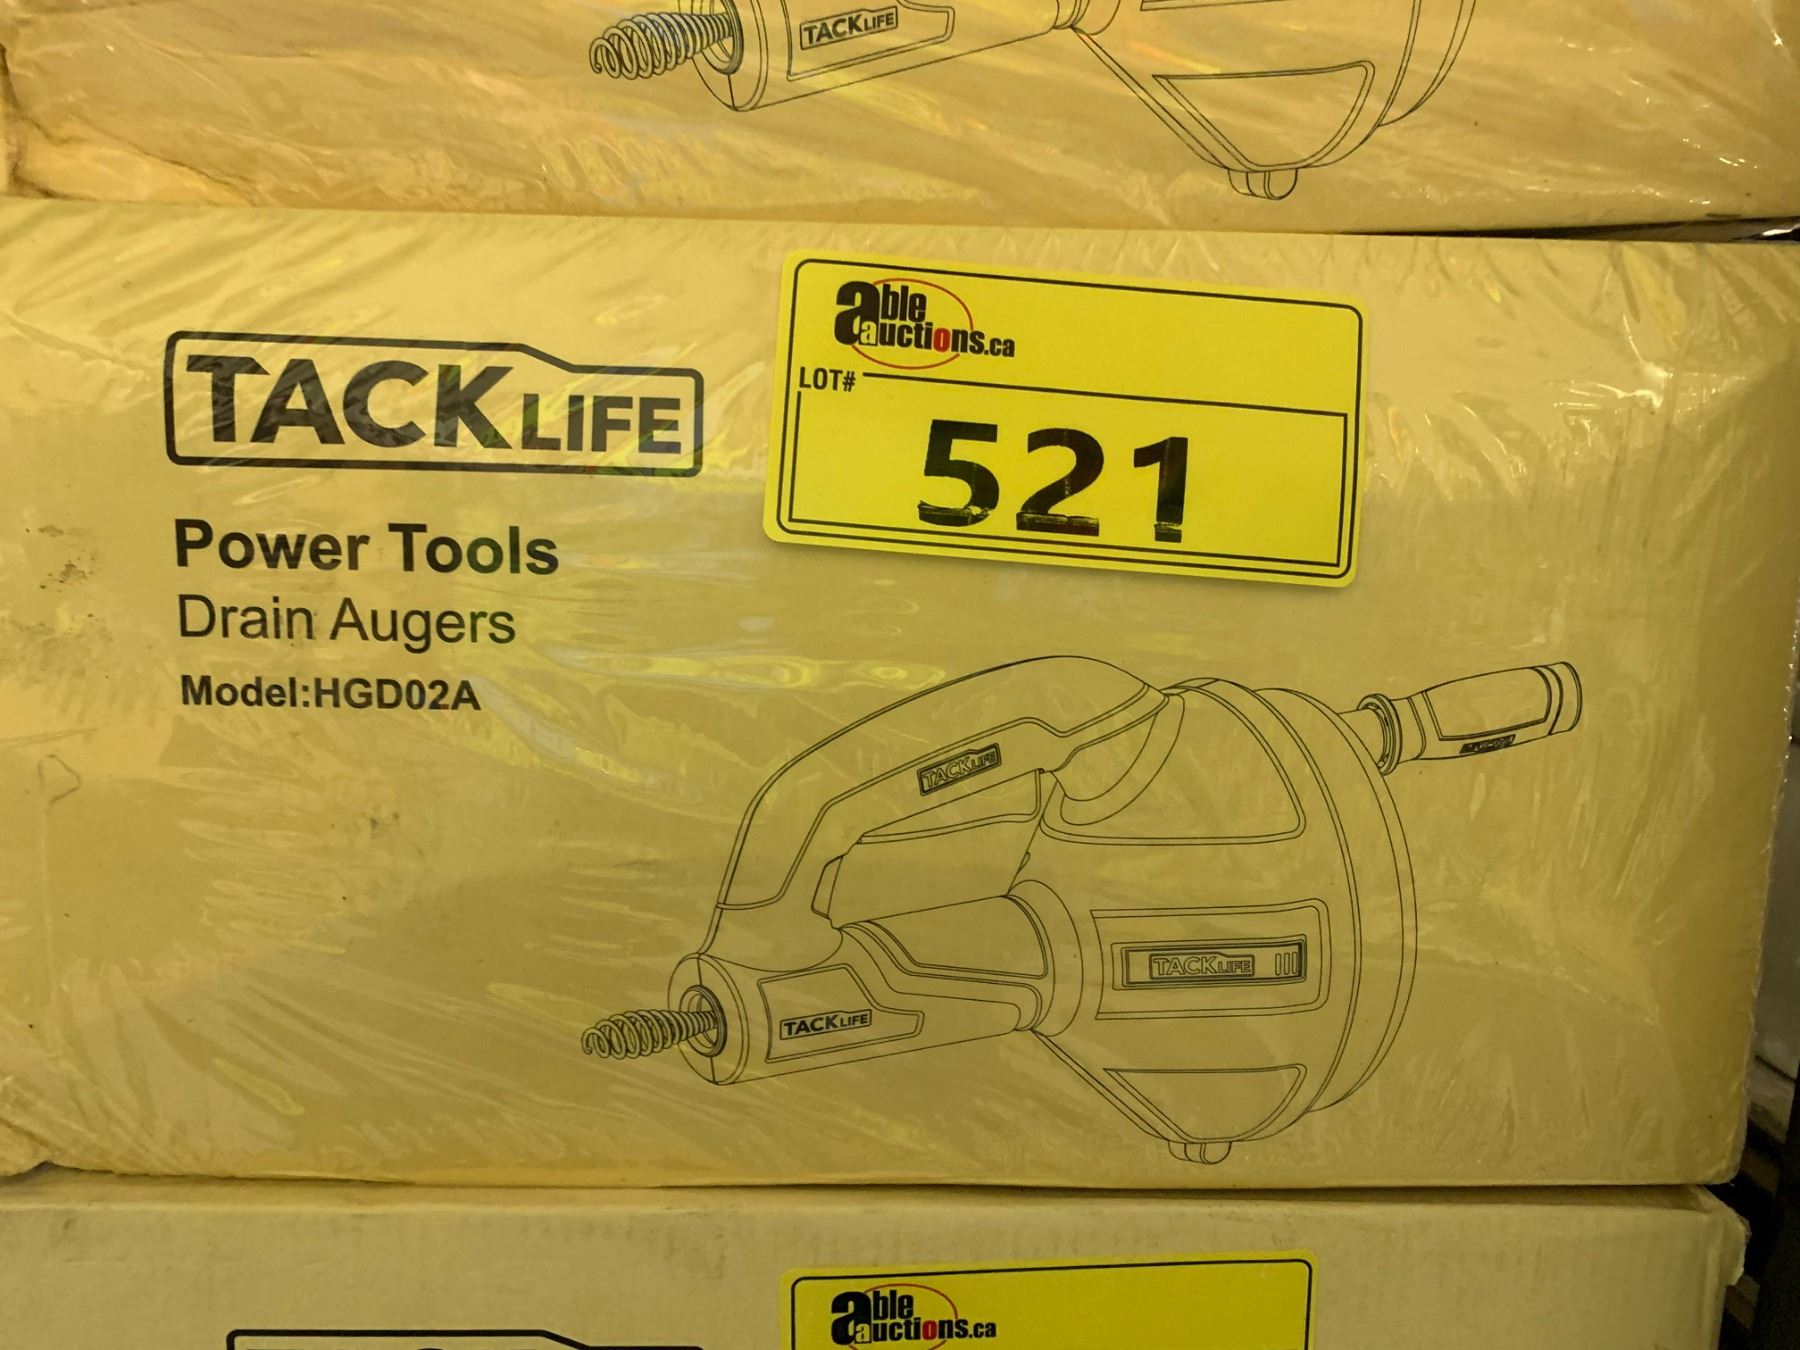 TACKLIFE
able
auctions.ca
LOT#
521
TACKLIFE
Power Tools
Drain Augers
Model:HGD02A
TACKLIFE
TACKLIFE
TACKLIFE
able
auctions.ca